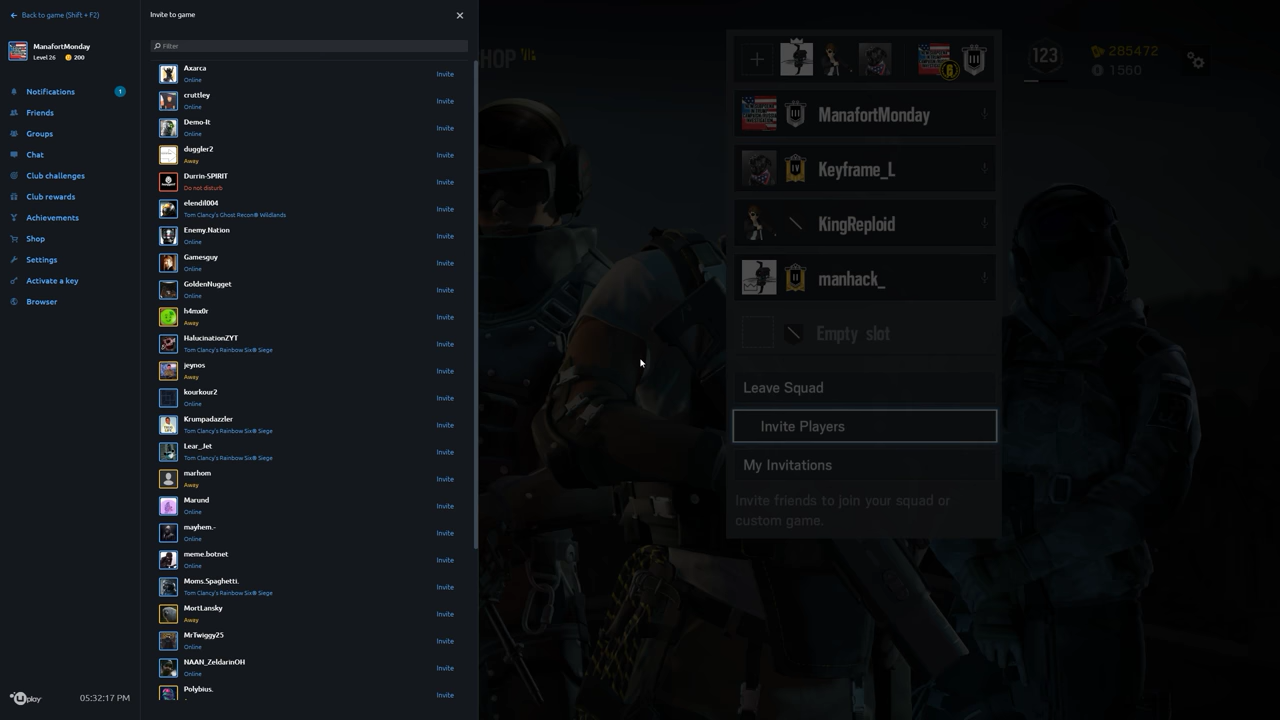 Back to game (Shift + F2)
ManafortMonday
Level 26 200
Notifications 1
Friends
Groups
Chat
Club challenges
Club rewards
Achievements
Shop
Settings
Activate a key
Browser
uplay 05:32:17 PM
Invite to game
Filter
Axarca
Online
Invite
cruttley
Online
Invite
Demo-It
Online
Invite
duggler2
Away
Invite
Durrin-SPIRIT
Do not disturb
Invite
elendil004
Tom Clancy's Ghost Recon® Wildlands
Invite
Enemy.Nation
Online
Invite
Gamesguy
Online
Invite
GoldenNugget
Online
Invite
h4mx0r
Away
Invite
HalucinationZYT
Tom Clancy's Rainbow Six® Siege
Invite
jeynos
Away
Invite
kourkour2
Online
Invite
Krumpadazzler
Tom Clancy's Rainbow Six® Siege
Invite
Lear_Jet
Tom Clancy's Rainbow Six® Siege
Invite
marhom
Away
Invite
Marund
Online
Invite
mayhem.-
Online
Invite
meme.botnet
Online
Invite
Moms.Spaghetti.
Tom Clancy's Rainbow Six® Siege
Invite
MortLansky
Away
Invite
MrTwiggy25
Online
Invite
NAAN_ZeldarinOH
Online
Invite
Polybius.
Invite
HOP
123
285472
1560
ManafortMonday
Keyframe_L
KingReploid
manhack_
Empty slot
Leave Squad
Invite Players
My Invitations
Invite friends to join your squad or
custom game.